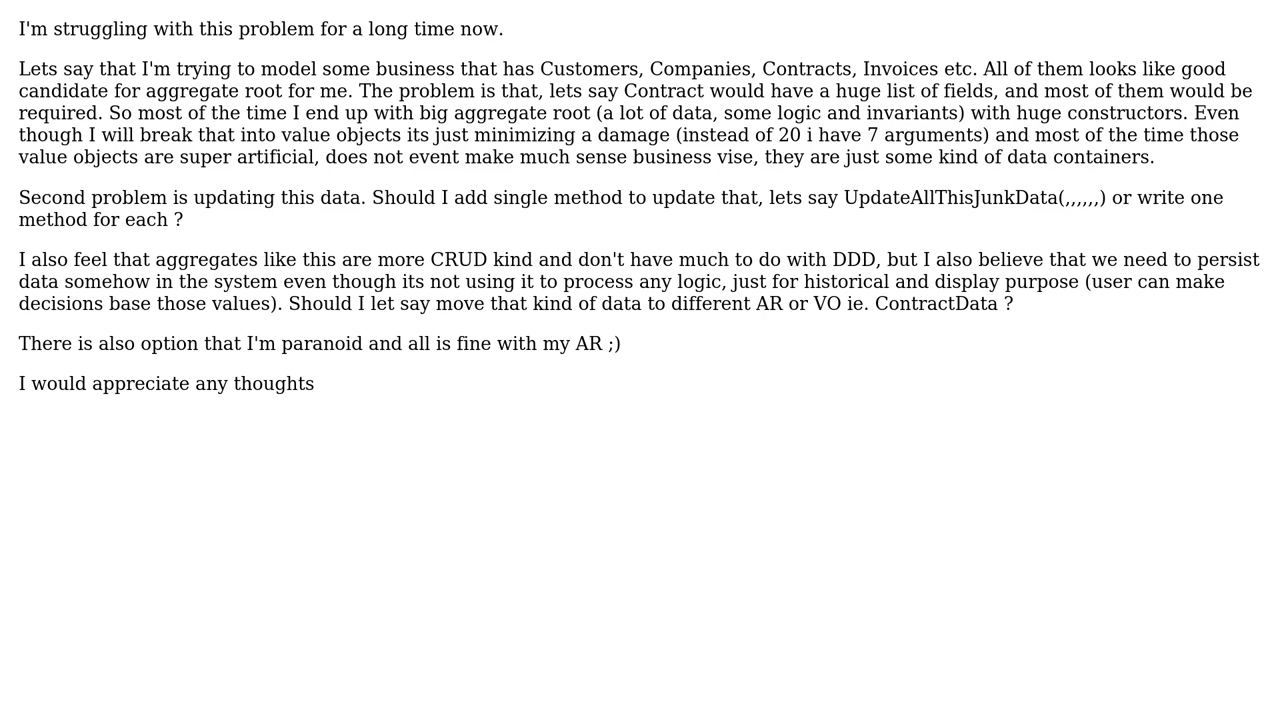 I'm struggling with this problem for a long time now.
Lets say that I'm trying to model some business that has Customers, Companies, Contracts, Invoices etc. All of them looks like good
candidate for aggregate root for me. The problem is that, lets say Contract would have a huge list of fields, and most of them would be
required. So most of the time I end up with big aggregate root (a lot of data, some logic and invariants) with huge constructors. Even
though I will break that into value objects its just minimizing a damage (instead of 20 i have 7 arguments) and most of the time those
value objects are super artificial, does not event make much sense business vise, they are just some kind of data containers.
Second problem is updating this data. Should I add single method to update that, lets say UpdateAllThisJunkData(,,,,,,) or write one
method for each ?
I also feel that aggregates like this are more CRUD kind and don't have much to do with DDD, but I also believe that we need to persist
data somehow in the system even though its not using it to process any logic, just for historical and display purpose (user can make
decisions base those values). Should I let say move that kind of data to different AR or VO ie. ContractData ?
There is also option that I'm paranoid and all is fine with my AR ;)
I would appreciate any thoughts